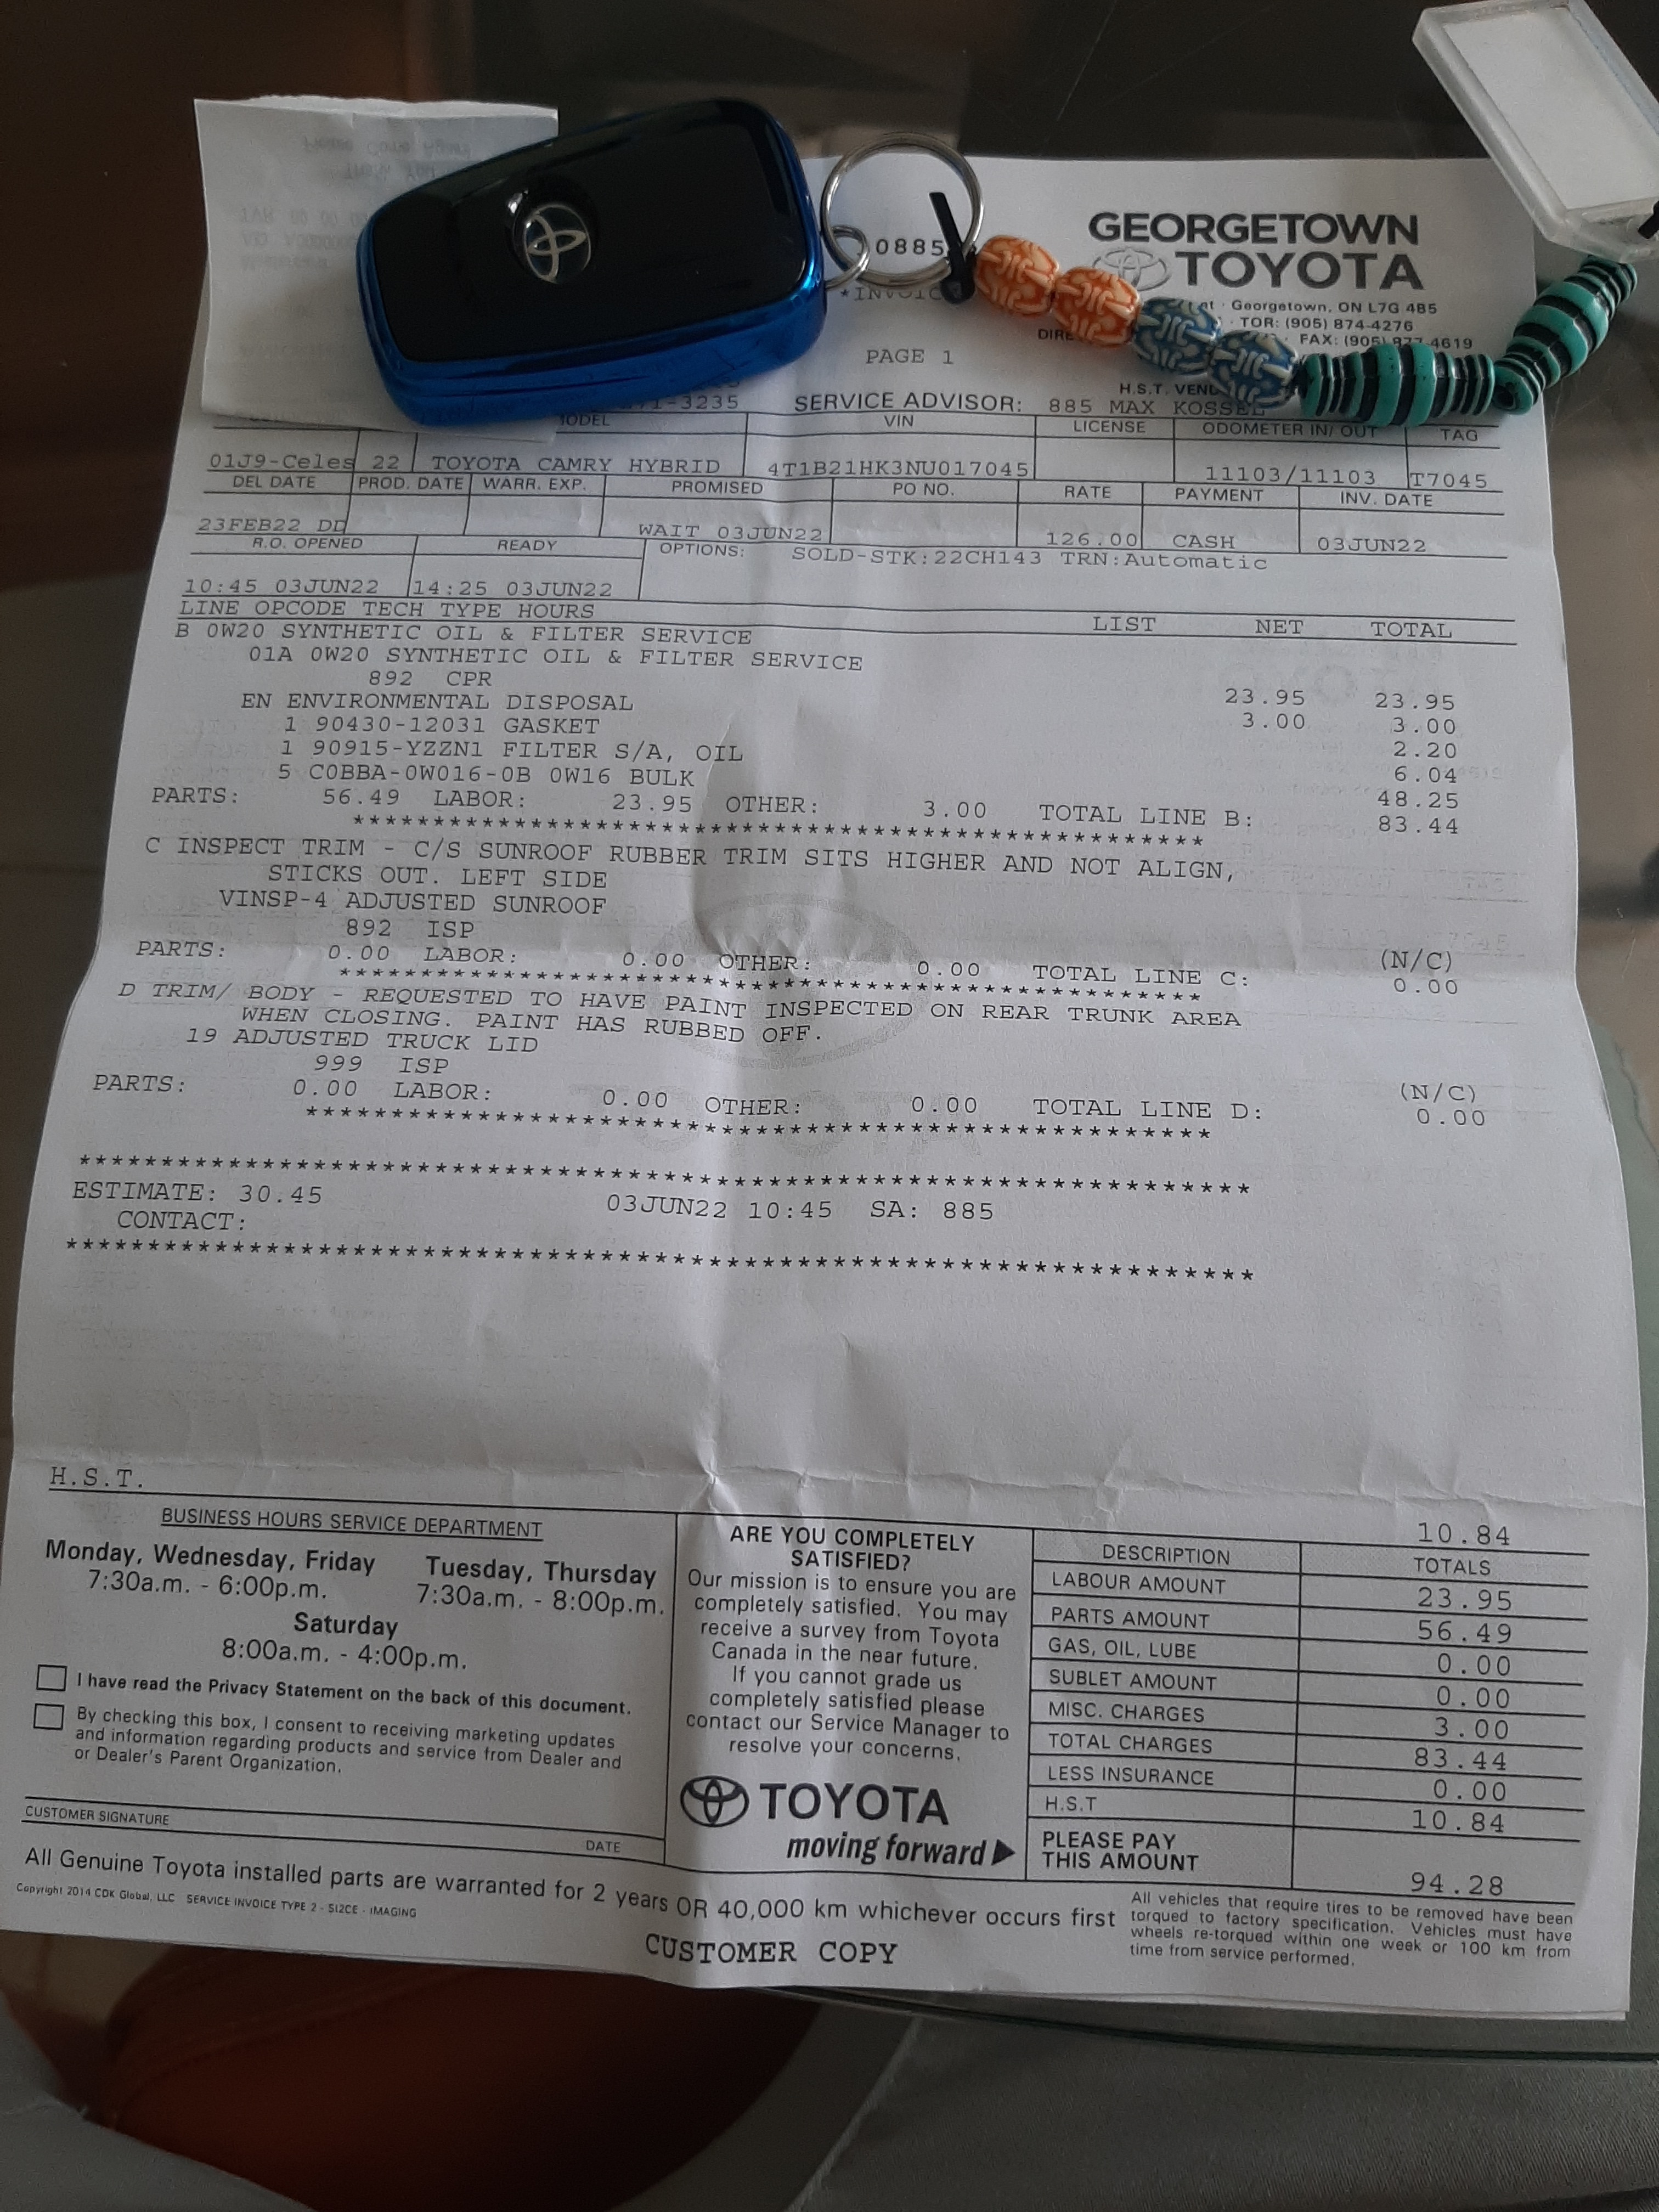 Please Come Again
Thank You
0885
GEORGETOWN
TOYOTA
*INVOIC
Georgetown, ON L7G 4B5
TOR: (905) 874-4276
DIRE
FAX: (905) 877-4619
PAGE 1
H.S.T. VEN
71-3235 SERVICE ADVISOR: 885 MAX KOSSEL
MODEL VIN LICENSE ODOMETER IN/ OUT TAG
01J9-Celes 22 TOYOTA CAMRY HYBRID 4T1B21HK3NU017045 11103/11103 T7045
DEL DATE PROD. DATE WARR. EXP. PROMISED PO NO. RATE PAYMENT INV. DATE
23FEB22 DD WAIT 03JUN22 126.00 CASH 03JUN22
R.O. OPENED READY OPTIONS: SOLD-STK:22CH143 TRN:Automatic
10:45 03JUN22 14:25 03JUN22
LINE OPCODE TECH TYPE HOURS LIST NET TOTAL
B 0W20 SYNTHETIC OIL & FILTER SERVICE
01A 0W20 SYNTHETIC OIL & FILTER SERVICE
892 CPR 23.95 23.95
EN ENVIRONMENTAL DISPOSAL 3.00 3.00
1 90430-12031 GASKET 2.20
1 90915-YZZN1 FILTER S/A, OIL 6.04
5 C0BBA-0W016-0B 0W16 BULK 48.25
PARTS: 56.49 LABOR: 23.95 OTHER: 3.00 TOTAL LINE B: 83.44
******************************************************
C INSPECT TRIM - C/S SUNROOF RUBBER TRIM SITS HIGHER AND NOT ALIGN,
STICKS OUT. LEFT SIDE
VINSP-4 ADJUSTED SUNROOF
892 ISP (N/C)
PARTS: 0.00 LABOR: 0.00 OTHER: 0.00 TOTAL LINE C: 0.00
******************************************************
D TRIM/ BODY - REQUESTED TO HAVE PAINT INSPECTED ON REAR TRUNK AREA
WHEN CLOSING. PAINT HAS RUBBED OFF.
19 ADJUSTED TRUCK LID
999 ISP (N/C)
PARTS: 0.00 LABOR: 0.00 OTHER: 0.00 TOTAL LINE D: 0.00
******************************************************
******************************************************
ESTIMATE: 30.45 03JUN22 10:45 SA: 885
CONTACT:
******************************************************
H.S.T. 10.84
BUSINESS HOURS SERVICE DEPARTMENT
Monday, Wednesday, Friday Tuesday, Thursday
7:30a.m. - 6:00p.m. 7:30a.m. - 8:00p.m.
Saturday
8:00a.m. - 4:00p.m.
I have read the Privacy Statement on the back of this document.
By checking this box, I consent to receiving marketing updates
and information regarding products and service from Dealer and
or Dealer's Parent Organization.
CUSTOMER SIGNATURE DATE
ARE YOU COMPLETELY
SATISFIED?
Our mission is to ensure you are
completely satisfied. You may
receive a survey from Toyota
Canada in the near future.
If you cannot grade us
completely satisfied please
contact our Service Manager to
resolve your concerns.
TOYOTA
moving forward
DESCRIPTION TOTALS
LABOUR AMOUNT 23.95
PARTS AMOUNT 56.49
GAS, OIL, LUBE 0.00
SUBLET AMOUNT 0.00
MISC. CHARGES 3.00
TOTAL CHARGES 83.44
LESS INSURANCE 0.00
H.S.T 10.84
PLEASE PAY
THIS AMOUNT 94.28
All Genuine Toyota installed parts are warranted for 2 years OR 40,000 km whichever occurs first
Copyright 2014 CDK Global, LLC SERVICE INVOICE TYPE 2 - SI2CE - IMAGING
All vehicles that require tires to be removed have been
torqued to factory specification. Vehicles must have
wheels re-torqued within one week or 100 km from
time from service performed.
CUSTOMER COPY